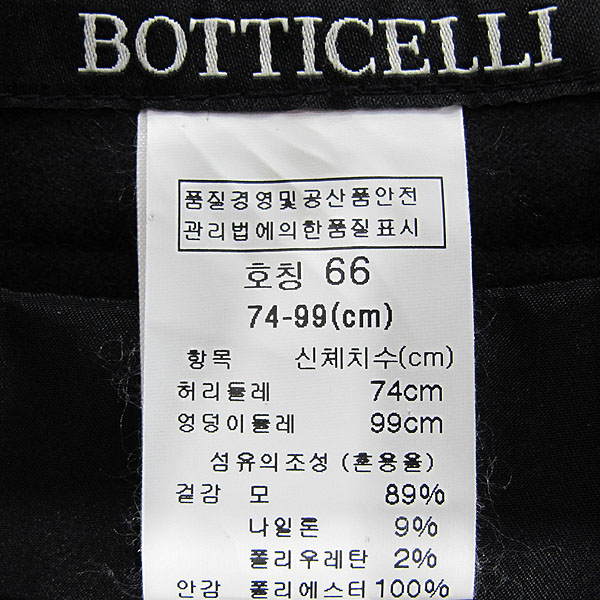 BOTTICELLI
품질경영및공산품안전
관리법에의한품질표시
호칭 66
74-99(cm)
항목 신체치수(cm)
허리둘레 74cm
엉덩이둘레 99cm
섬유의조성 (혼용율)
겉감 모 89%
나일론 9%
폴리우레탄 2%
안감 폴리에스터 100%